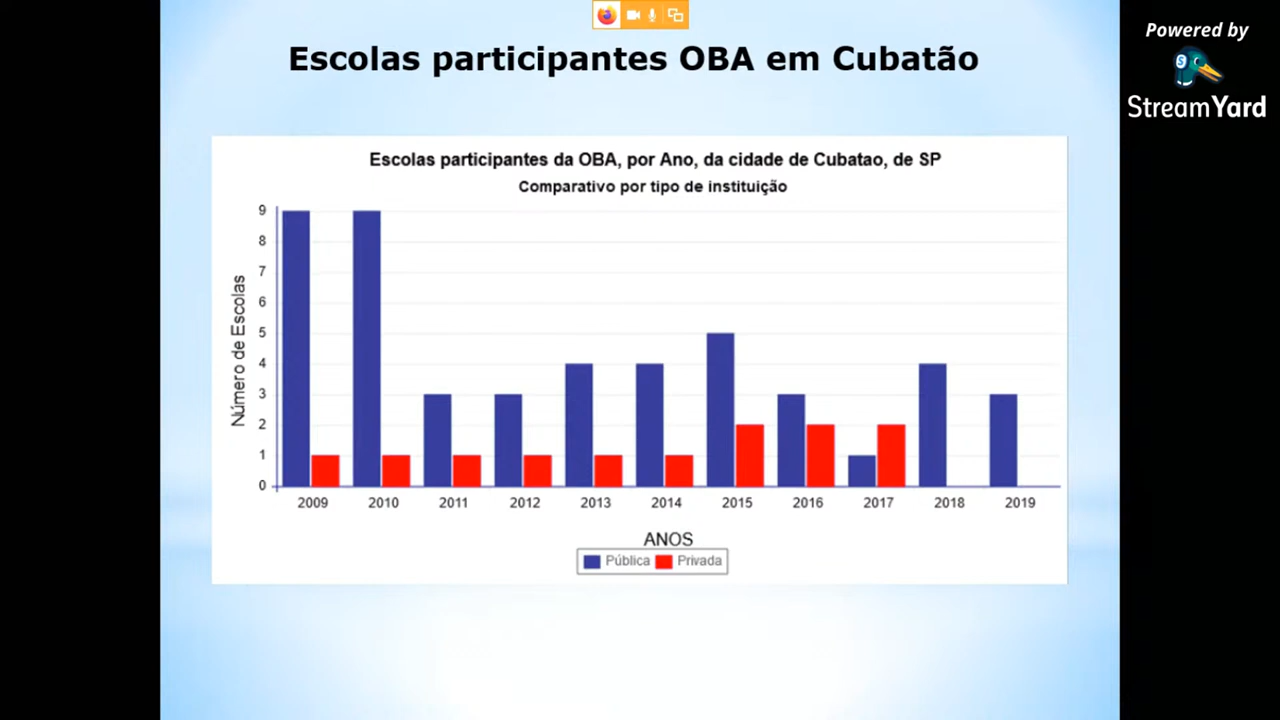 Escolas participantes OBA em Cubatão
Powered by
StreamYard
Escolas participantes da OBA, por Ano, da cidade de Cubatao, de SP
Comparativo por tipo de instituição
Número de Escolas
9
8
7
6
5
4
3
2
1
0
2009 2010 2011 2012 2013 2014 2015 2016 2017 2018 2019
ANOS
Pública Privada